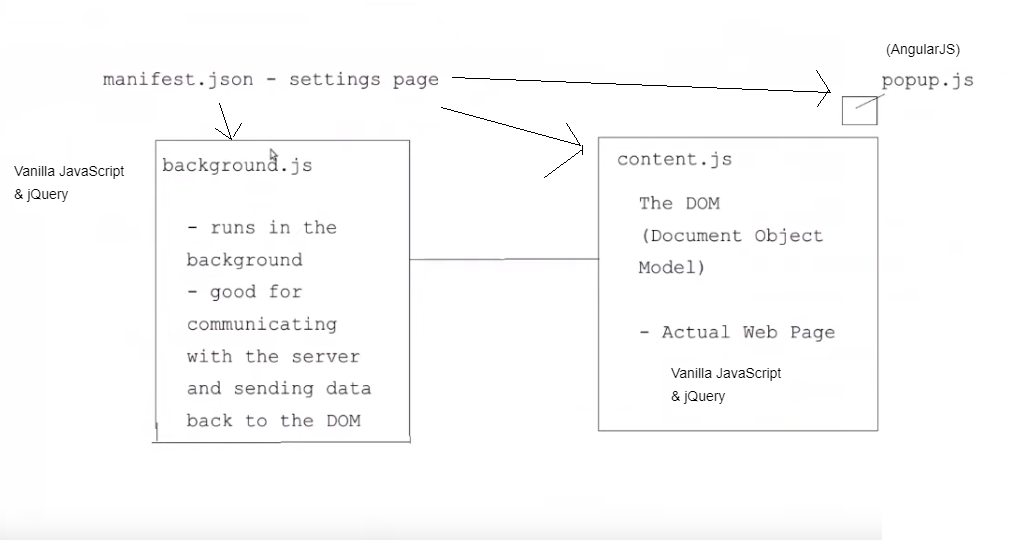 (AngularJS)
manifest.json - settings page
popup.js
Vanilla JavaScript
& jQuery
background.js
- runs in the
background
- good for
communicating
with the server
and sending data
back to the DOM
content.js
The DOM
(Document Object
Model)
- Actual Web Page
Vanilla JavaScript
& jQuery